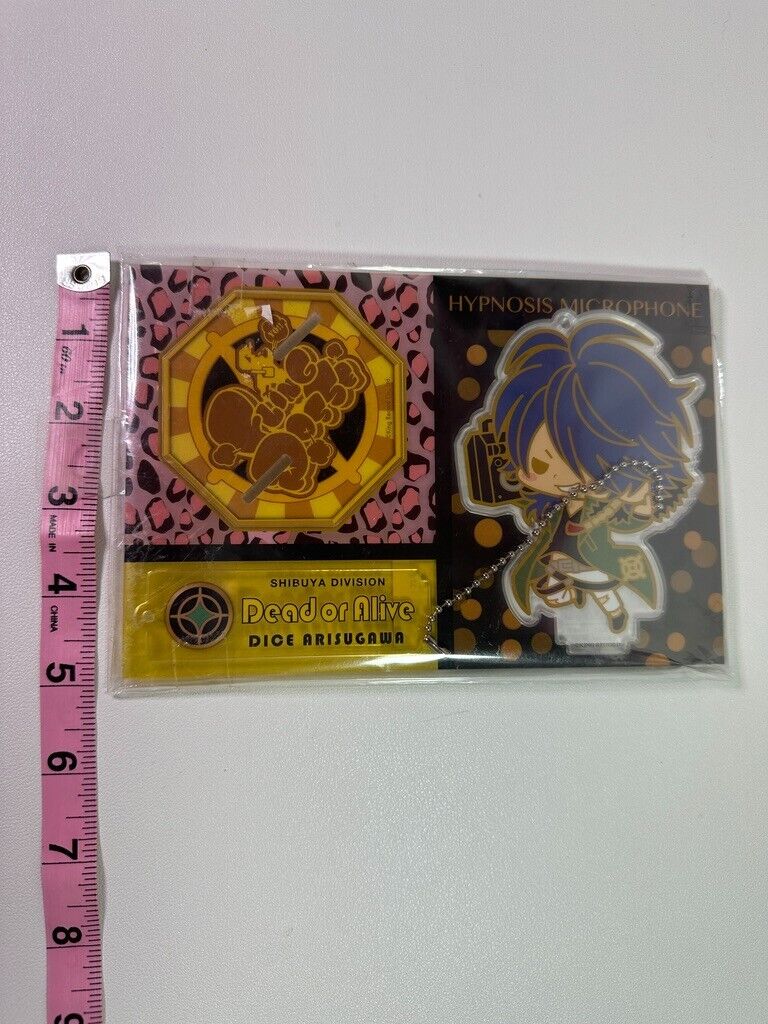 HYPNOSIS MICROPHONE
SHIBUYA DIVISION
Dead or Alive
DICE ARISUGAWA
1
2
3
MADE IN
4
CHINA
5
6
7
8
9